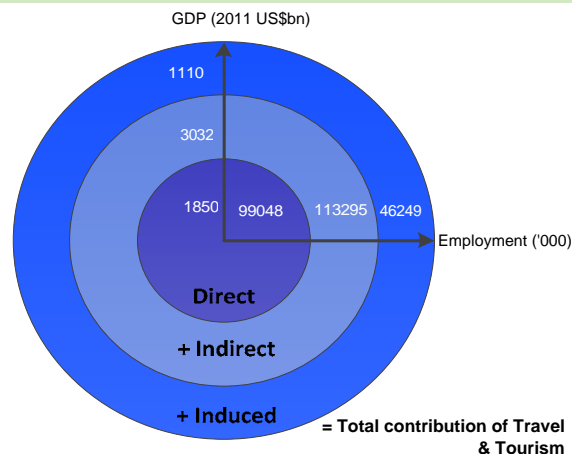 GDP (2011 US$bn)
1110
3032
1850 99048 113295 46249
Employment ('000)
Direct
+ Indirect
+ Induced
= Total contribution of Travel
& Tourism